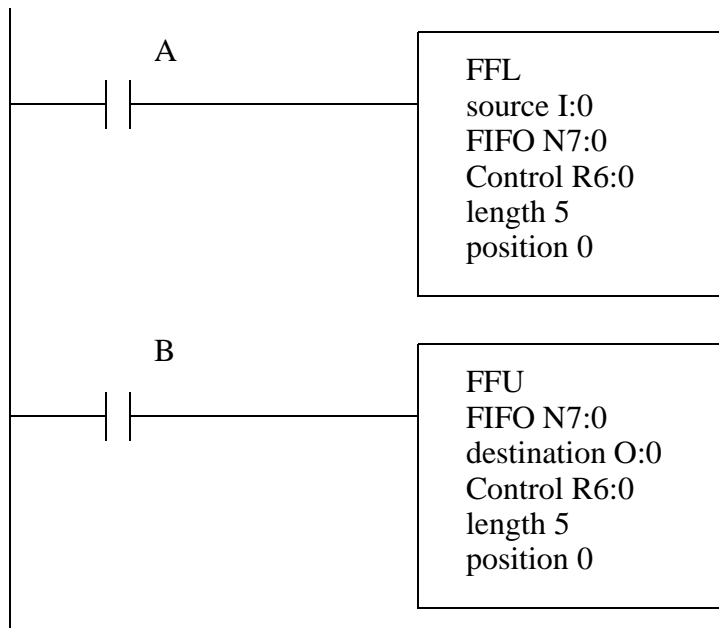 A
FFL
source I:0
FIFO N7:0
Control R6:0
length 5
position 0
B
FFU
FIFO N7:0
destination O:0
Control R6:0
length 5
position 0